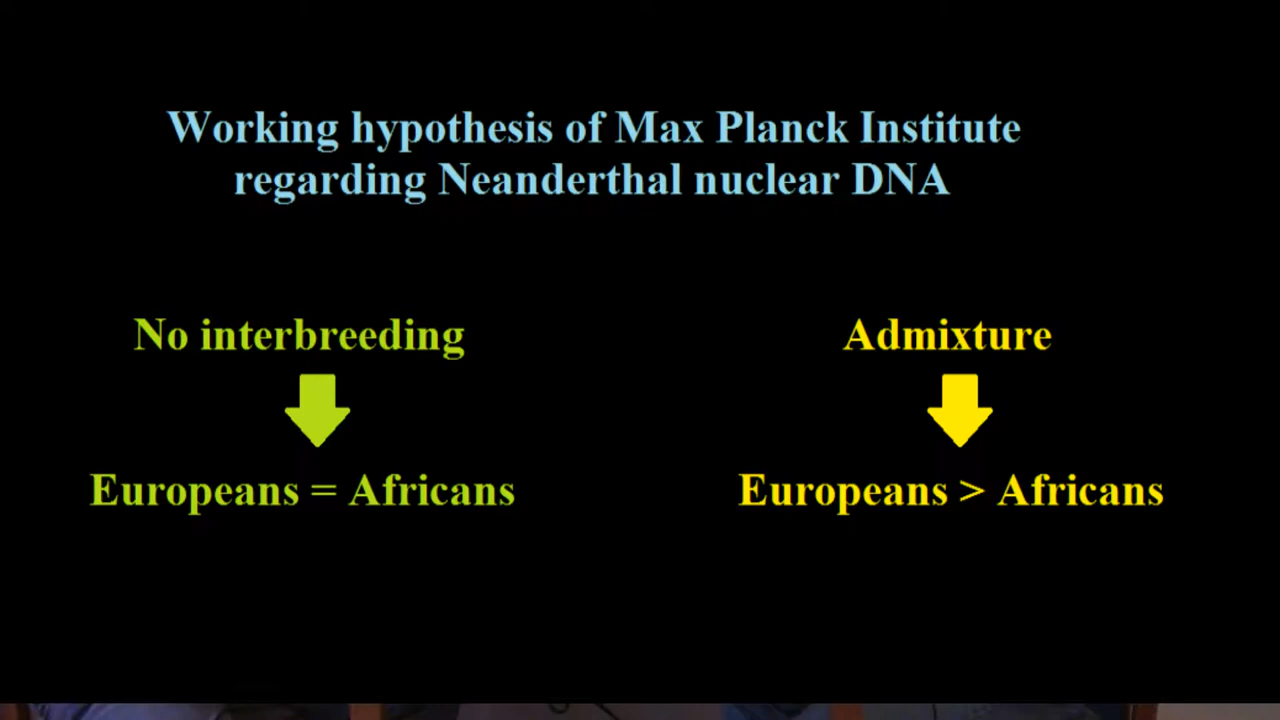 Working hypothesis of Max Planck Institute
regarding Neanderthal nuclear DNA
No interbreeding
Admixture
Europeans = Africans
Europeans > Africans